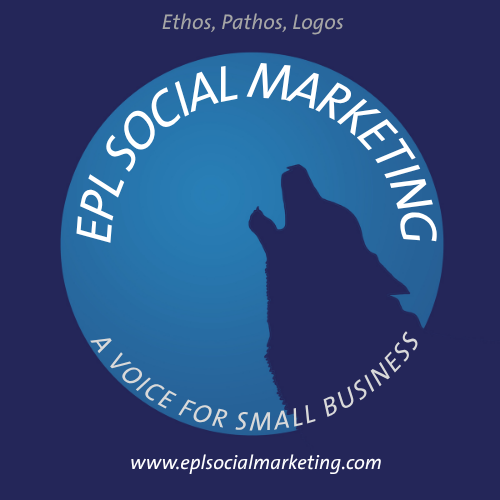 Ethos, Pathos, Logos
EPL SOCIAL MARKETING
A VOICE FOR SMALL BUSINESS
www.eplsocialmarketing.com